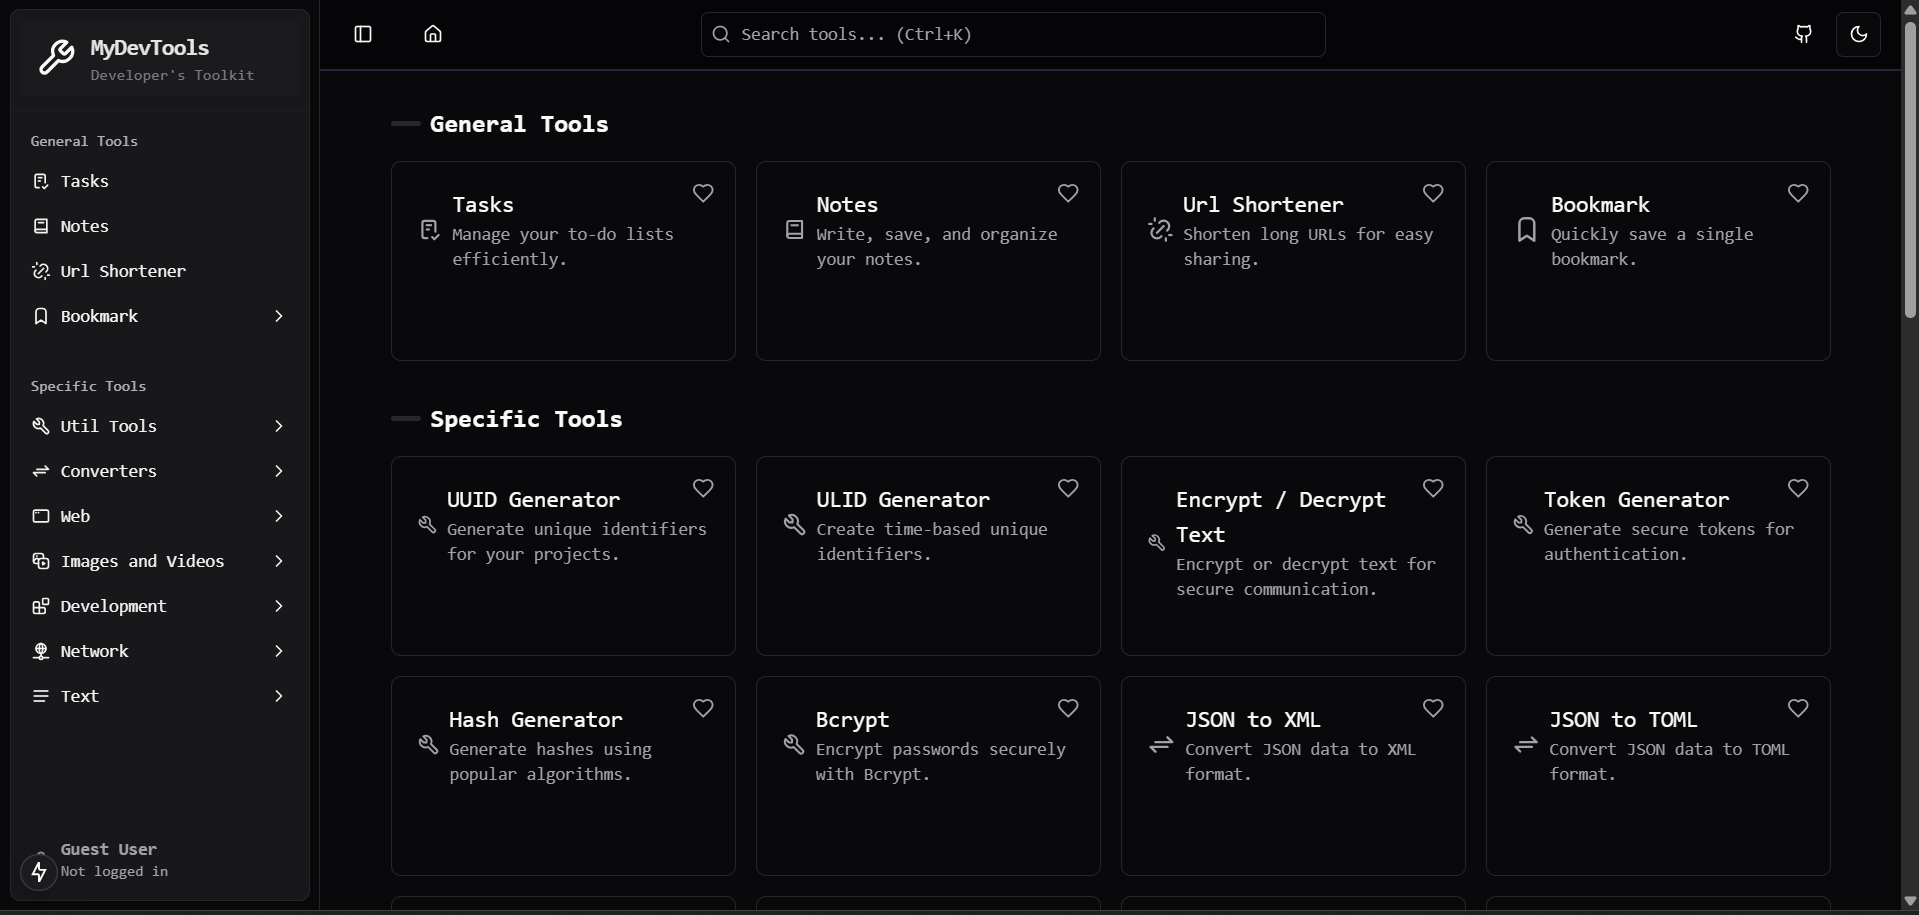 MyDevTools
Developer's Toolkit
General Tools
Tasks
Notes
Url Shortener
Bookmark
Specific Tools
Util Tools
Converters
Web
Images and Videos
Development
Network
Text
Guest User
Not logged in
Search tools... (Ctrl+K)
General Tools
Tasks
Manage your to-do lists
efficiently.
Notes
Write, save, and organize
your notes.
Url Shortener
Shorten long URLs for easy
sharing.
Bookmark
Quickly save a single
bookmark.
Specific Tools
UUID Generator
Generate unique identifiers
for your projects.
ULID Generator
Create time-based unique
identifiers.
Encrypt / Decrypt
Text
Encrypt or decrypt text for
secure communication.
Token Generator
Generate secure tokens for
authentication.
Hash Generator
Generate hashes using
popular algorithms.
Bcrypt
Encrypt passwords securely
with Bcrypt.
JSON to XML
Convert JSON data to XML
format.
JSON to TOML
Convert JSON data to TOML
format.